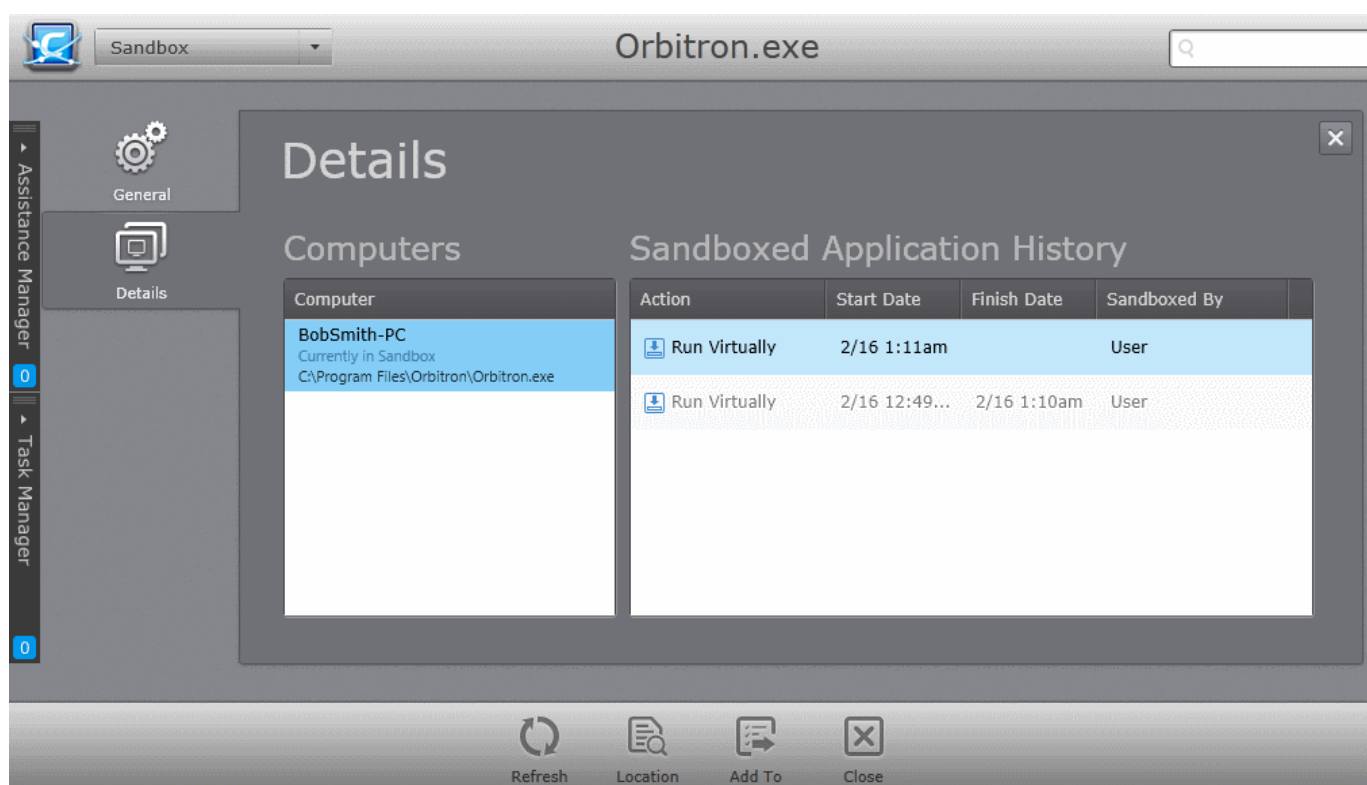 Sandbox
Orbitron.exe
Assistance Manager
0
Task Manager
0
General
Details
Details
Computers
Computer
BobSmith-PC
Currently in Sandbox
C:\Program Files\Orbitron\Orbitron.exe
Sandboxed Application History
Action Start Date Finish Date Sandboxed By
Run Virtually 2/16 1:11am User
Run Virtually 2/16 12:49... 2/16 1:10am User
Refresh Location Add To Close